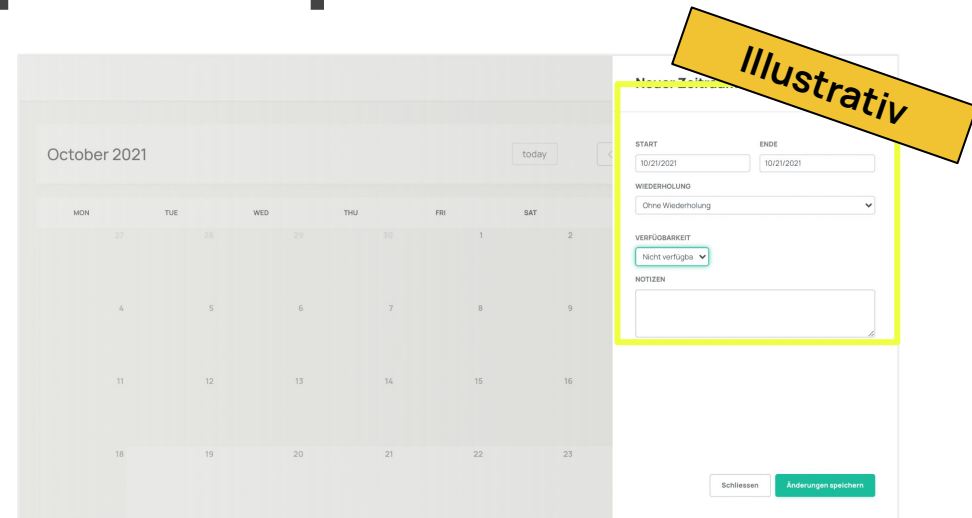 Illustrativ
Neuer Zeitraum
October 2021
today
START ENDE
10/21/2021 10/21/2021
WIEDERHOLUNG
Ohne Wiederholung
MON TUE WED THU FRI SAT
27 28 29 30 1 2
VERFÜGBARKEIT
Nicht verfügba
NOTIZEN
4 5 6 7 8 9
11 12 13 14 15 16
18 19 20 21 22 23
Schliessen Änderungen speichern